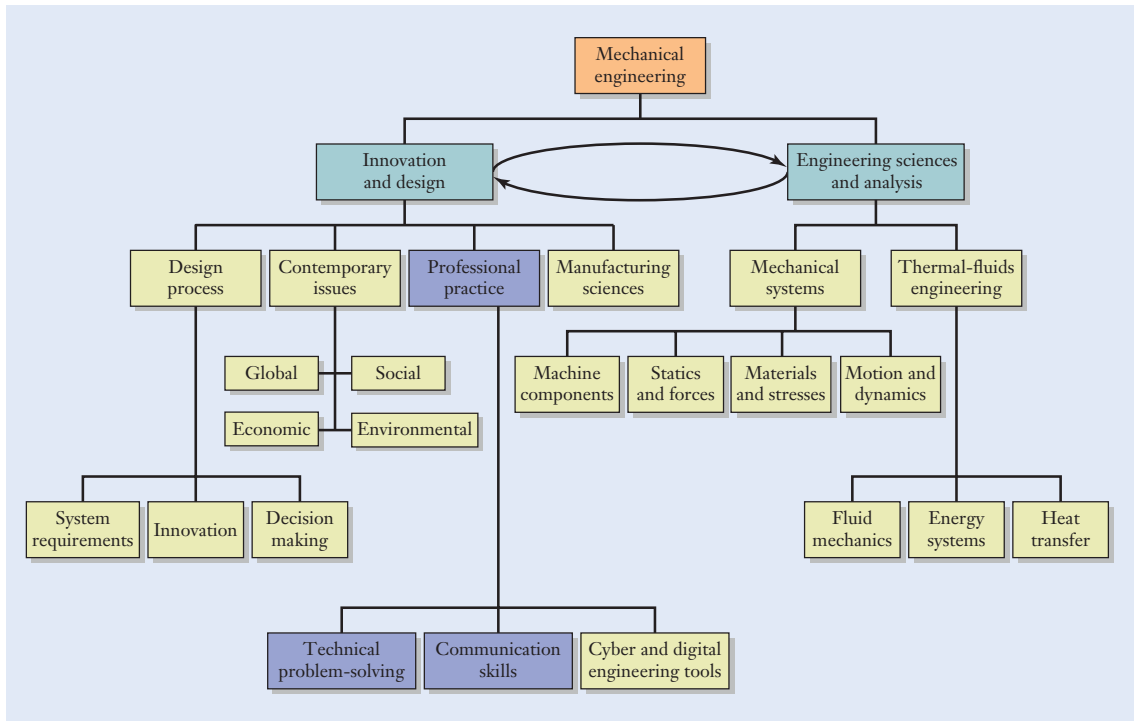 Mechanical
engineering
Innovation
and design
Engineering sciences
and analysis
Design
process
Contemporary
issues
Professional
practice
Manufacturing
sciences
Mechanical
systems
Thermal-fluids
engineering
Global
Social
Economic
Environmental
Machine
components
Statics
and forces
Materials
and stresses
Motion and
dynamics
System
requirements
Innovation
Decision
making
Fluid
mechanics
Energy
systems
Heat
transfer
Technical
problem-solving
Communication
skills
Cyber and digital
engineering tools